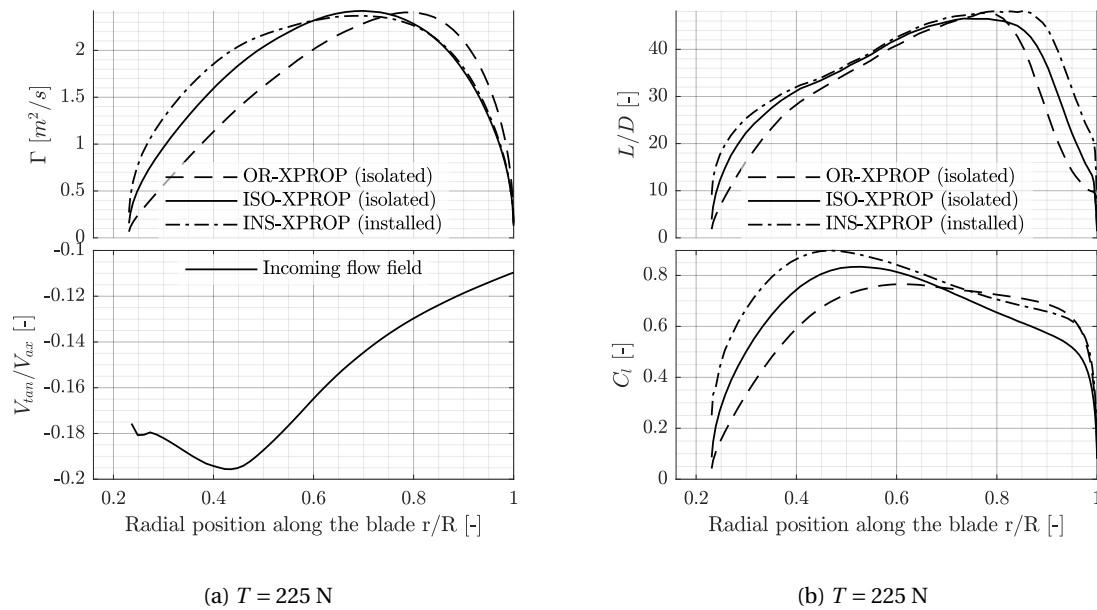 2
1.5
1
0.5
0
Γ [m²/s]
OR-XPROP (isolated)
ISO-XPROP (isolated)
INS-XPROP (installed)
-0.1
-0.12
-0.14
-0.16
-0.18
-0.2
V_tan/V_ax [-]
Incoming flow field
0.2 0.4 0.6 0.8 1
Radial position along the blade r/R [-]
(a) T = 225 N
48
40
30
20
10
0
L/D [-]
OR-XPROP (isolated)
ISO-XPROP (isolated)
INS-XPROP (installed)
0.8
0.6
0.4
0.2
0
C_l [-]
0.2 0.4 0.6 0.8 1
Radial position along the blade r/R [-]
(b) T = 225 N